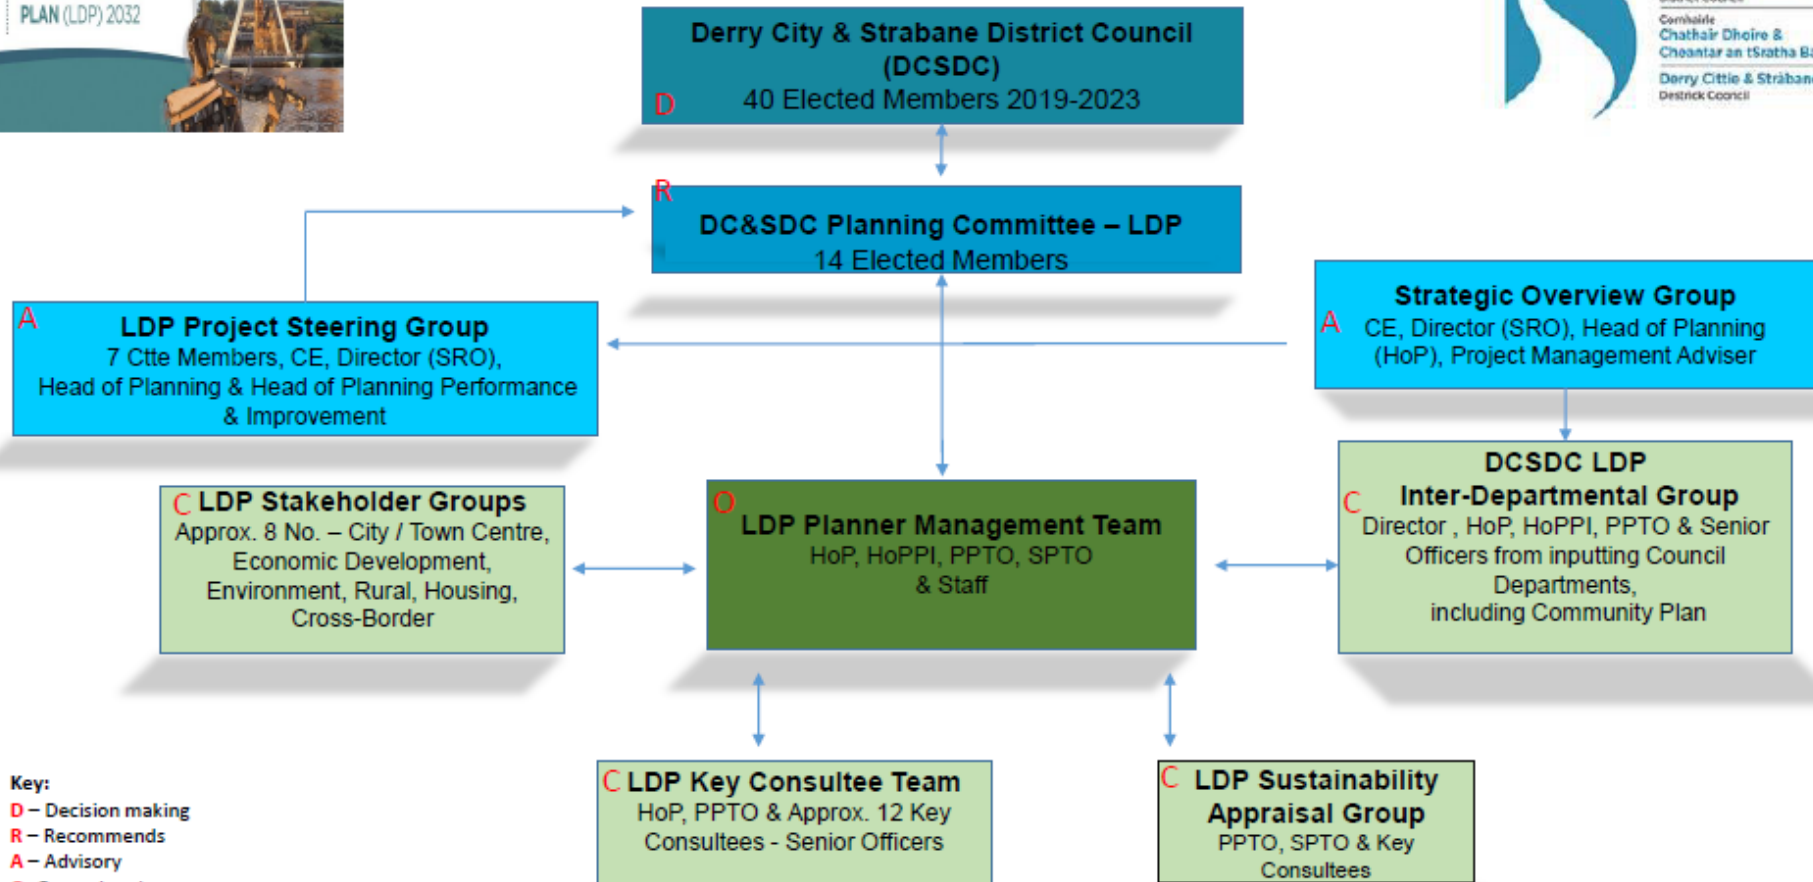 PLAN (LDP) 2032
Derry City & Strabane District Council
(DCSDC)
40 Elected Members 2019-2023
D
Comhairle
Chathair Dhoire &
Cheantar an tSratha Ba
Derry Cittie & Strabane
Destrick Cooncil
R
DC&SDC Planning Committee – LDP
14 Elected Members
A
LDP Project Steering Group
7 Ctte Members, CE, Director (SRO),
Head of Planning & Head of Planning Performance
& Improvement
A
Strategic Overview Group
CE, Director (SRO), Head of Planning
(HoP), Project Management Adviser
C LDP Stakeholder Groups
Approx. 8 No. – City / Town Centre,
Economic Development,
Environment, Rural, Housing,
Cross-Border
O
LDP Planner Management Team
HoP, HoPPI, PPTO, SPTO
& Staff
C
DCSDC LDP
Inter-Departmental Group
Director , HoP, HoPPI, PPTO & Senior
Officers from inputting Council
Departments,
including Community Plan
C LDP Key Consultee Team
HoP, PPTO & Approx. 12 Key
Consultees - Senior Officers
C LDP Sustainability
Appraisal Group
PPTO, SPTO & Key
Consultees
Key:
D – Decision making
R – Recommends
A – Advisory